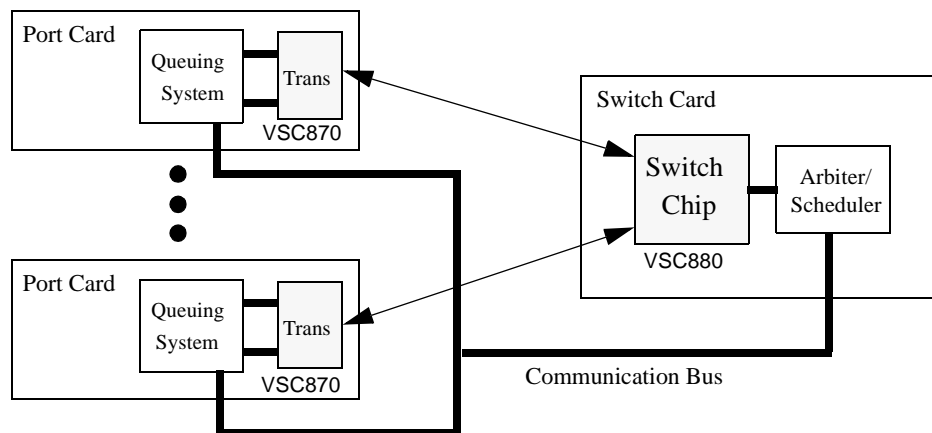 Port Card
Queuing
System
Trans
VSC870
Switch Card
Switch
Chip
Arbiter/
Scheduler
VSC880
Port Card
Queuing
System
Trans
VSC870
Communication Bus